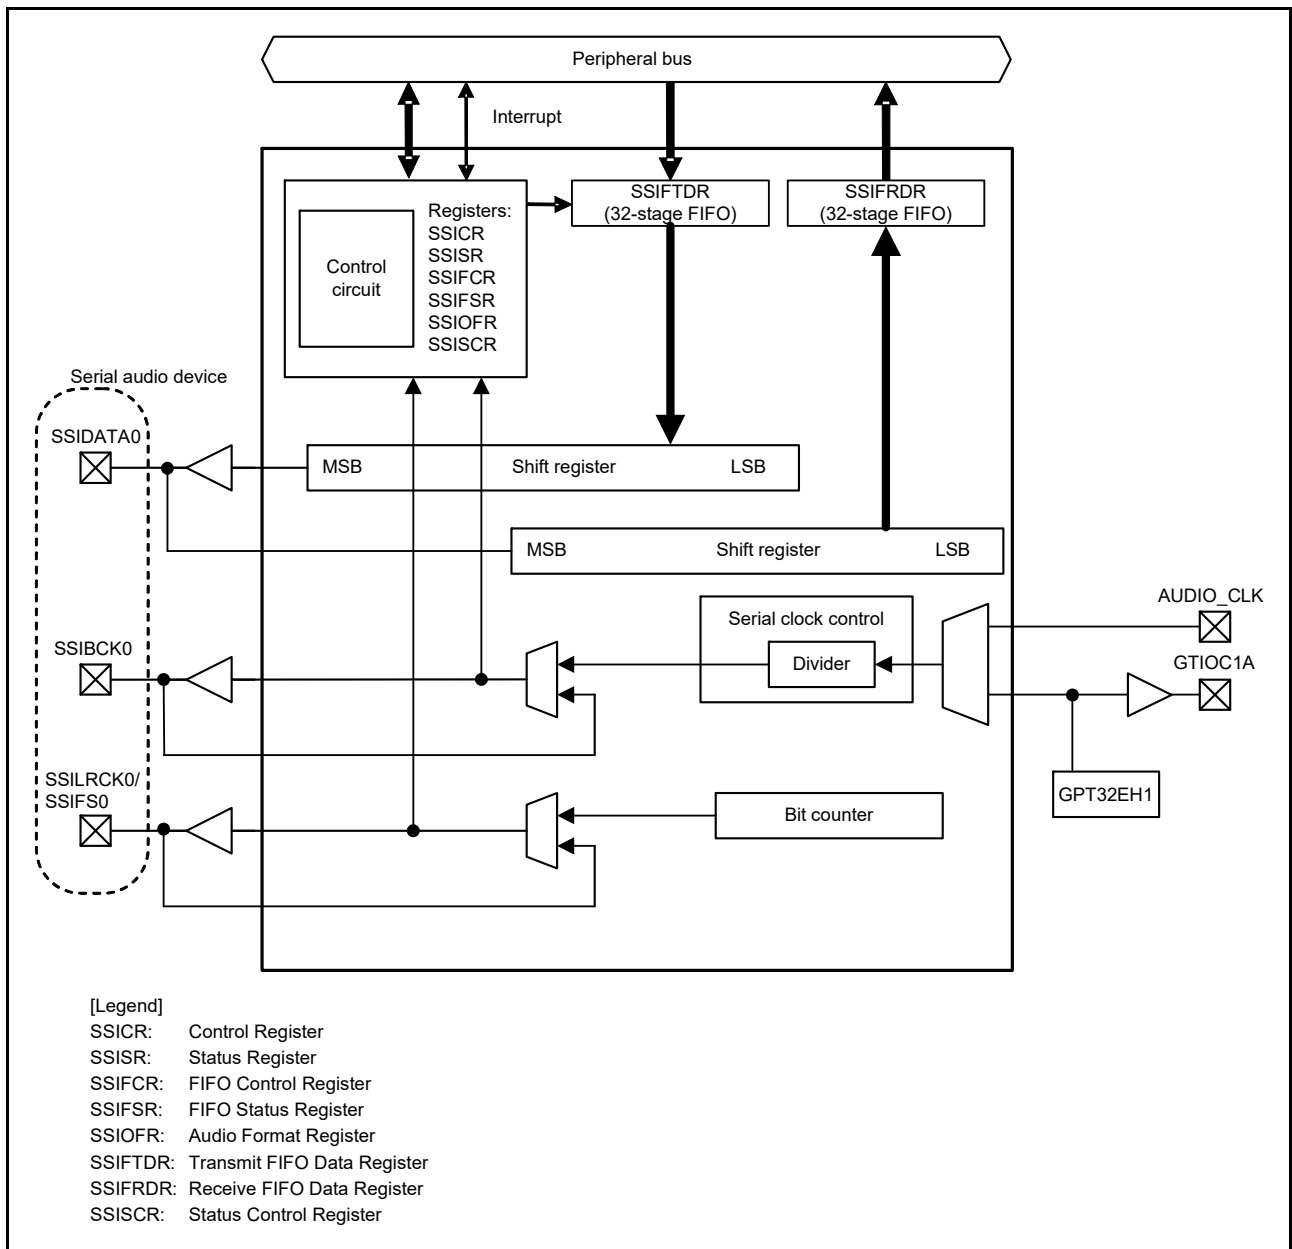 Peripheral bus
Interrupt
SSIFTDR
(32-stage FIFO)
SSIFRDR
(32-stage FIFO)
Registers:
SSICR
SSISR
SSIFCR
SSIFSR
SSIOFR
SSISCR
Control
circuit
Serial audio device
SSIDATA0
MSB Shift register LSB
MSB Shift register LSB
AUDIO_CLK
Serial clock control
Divider
SSIBCK0
GTIOC1A
SSILRCK0/
SSIFS0
GPT32EH1
Bit counter
[Legend]
SSICR: Control Register
SSISR: Status Register
SSIFCR: FIFO Control Register
SSIFSR: FIFO Status Register
SSIOFR: Audio Format Register
SSIFTDR: Transmit FIFO Data Register
SSIFRDR: Receive FIFO Data Register
SSISCR: Status Control Register